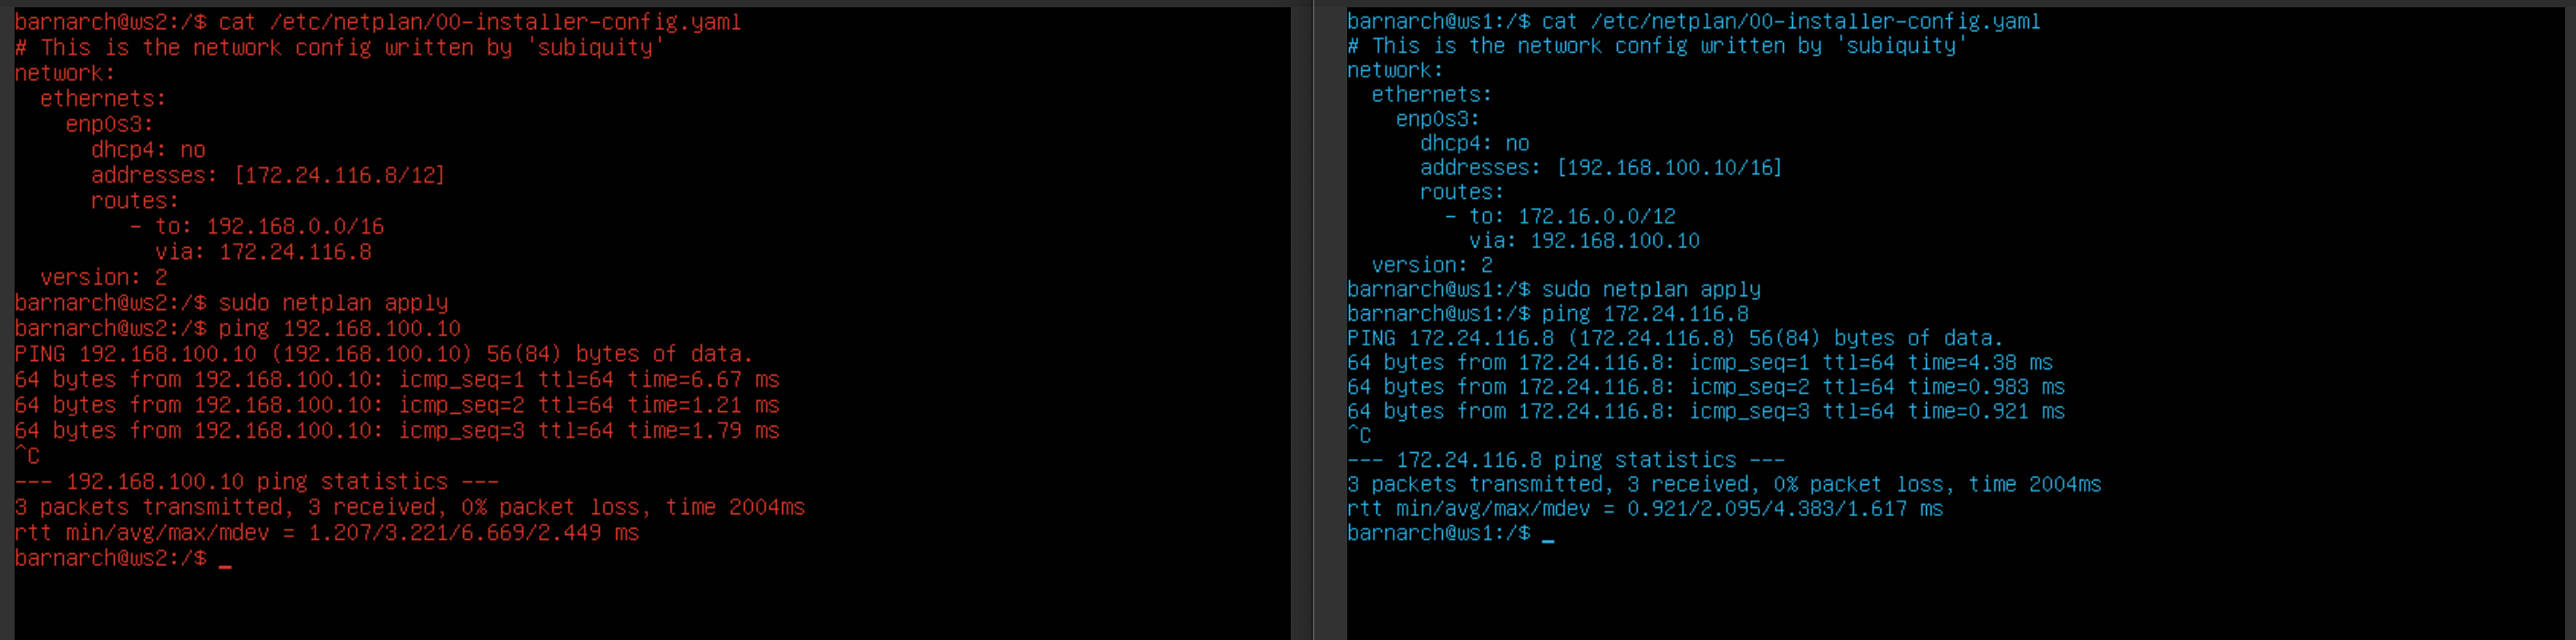 barnarch@ws2:/$ cat /etc/netplan/00-installer-config.yaml
# This is the network config written by 'subiquity'
network:
  ethernets:
    enp0s3:
      dhcp4: no
      addresses: [172.24.116.8/12]
      routes:
         - to: 192.168.0.0/16
           via: 172.24.116.8
  version: 2
barnarch@ws2:/$ sudo netplan apply
barnarch@ws2:/$ ping 192.168.100.10
PING 192.168.100.10 (192.168.100.10) 56(84) bytes of data.
64 bytes from 192.168.100.10: icmp_seq=1 ttl=64 time=6.67 ms
64 bytes from 192.168.100.10: icmp_seq=2 ttl=64 time=1.21 ms
64 bytes from 192.168.100.10: icmp_seq=3 ttl=64 time=1.79 ms
^C
--- 192.168.100.10 ping statistics ---
3 packets transmitted, 3 received, 0% packet loss, time 2004ms
rtt min/avg/max/mdev = 1.207/3.221/6.669/2.449 ms
barnarch@ws2:/$ _
barnarch@ws1:/$ cat /etc/netplan/00-installer-config.yaml
# This is the network config written by 'subiquity'
network:
  ethernets:
    enp0s3:
      dhcp4: no
      addresses: [192.168.100.10/16]
      routes:
        - to: 172.16.0.0/12
          via: 192.168.100.10
  version: 2
barnarch@ws1:/$ sudo netplan apply
barnarch@ws1:/$ ping 172.24.116.8
PING 172.24.116.8 (172.24.116.8) 56(84) bytes of data.
64 bytes from 172.24.116.8: icmp_seq=1 ttl=64 time=4.38 ms
64 bytes from 172.24.116.8: icmp_seq=2 ttl=64 time=0.983 ms
64 bytes from 172.24.116.8: icmp_seq=3 ttl=64 time=0.921 ms
^C
--- 172.24.116.8 ping statistics ---
3 packets transmitted, 3 received, 0% packet loss, time 2004ms
rtt min/avg/max/mdev = 0.921/2.095/4.383/1.617 ms
barnarch@ws1:/$ _